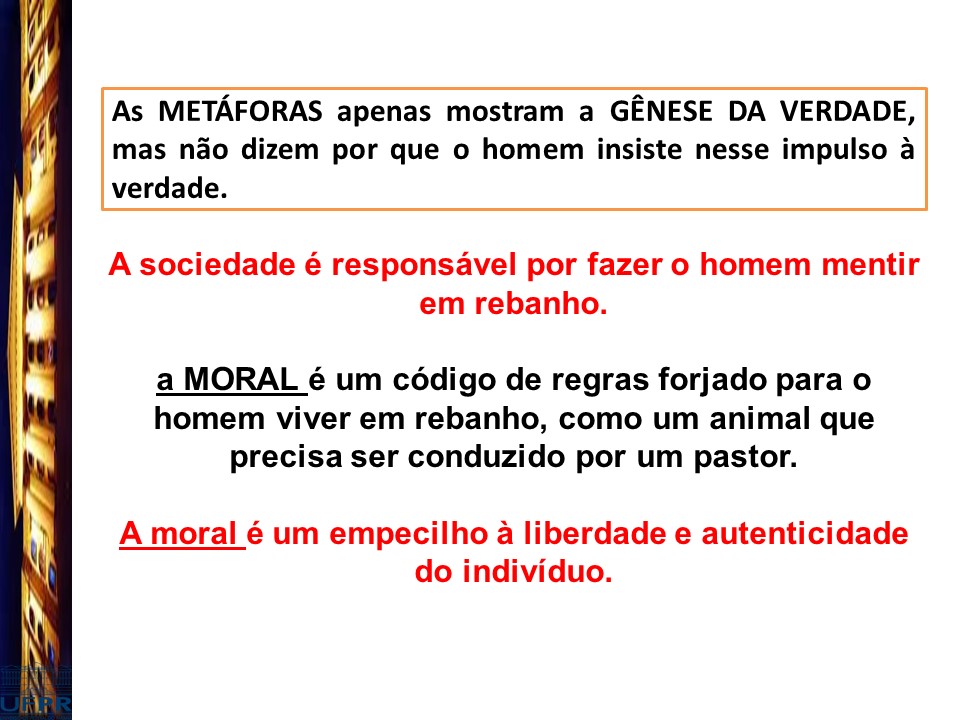 As METÁFORAS apenas mostram a GÊNESE DA VERDADE,
mas não dizem por que o homem insiste nesse impulso à
verdade.
A sociedade é responsável por fazer o homem mentir
em rebanho.
a MORAL é um código de regras forjado para o
homem viver em rebanho, como um animal que
precisa ser conduzido por um pastor.
A moral é um empecilho à liberdade e autenticidade
do indivíduo.
UFPR